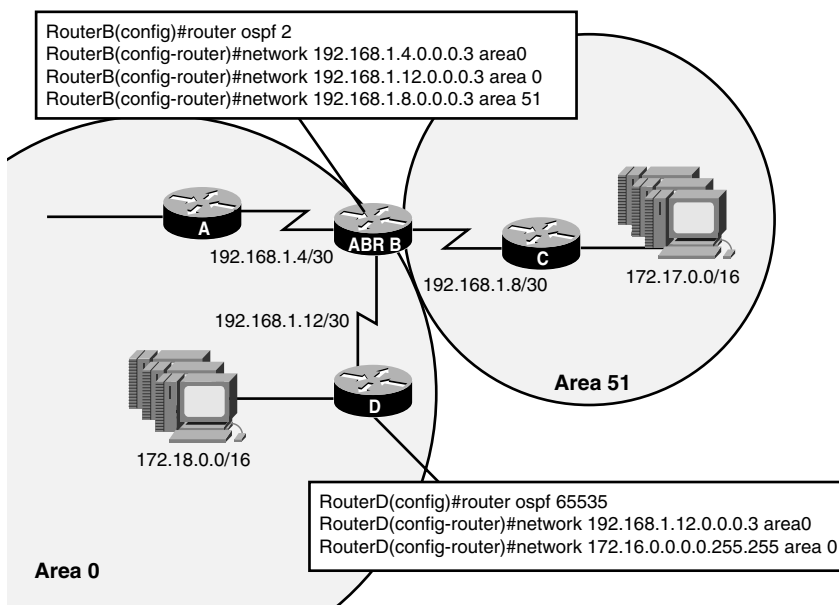 RouterB(config)#router ospf 2
RouterB(config-router)#network 192.168.1.4.0.0.0.3 area0
RouterB(config-router)#network 192.168.1.12.0.0.0.3 area 0
RouterB(config-router)#network 192.168.1.8.0.0.0.3 area 51
A
ABR B
C
192.168.1.4/30
192.168.1.8/30
172.17.0.0/16
192.168.1.12/30
D
Area 51
172.18.0.0/16
RouterD(config)#router ospf 65535
RouterD(config-router)#network 192.168.1.12.0.0.0.3 area0
RouterD(config-router)#network 172.16.0.0.0.0.255.255 area 0
Area 0